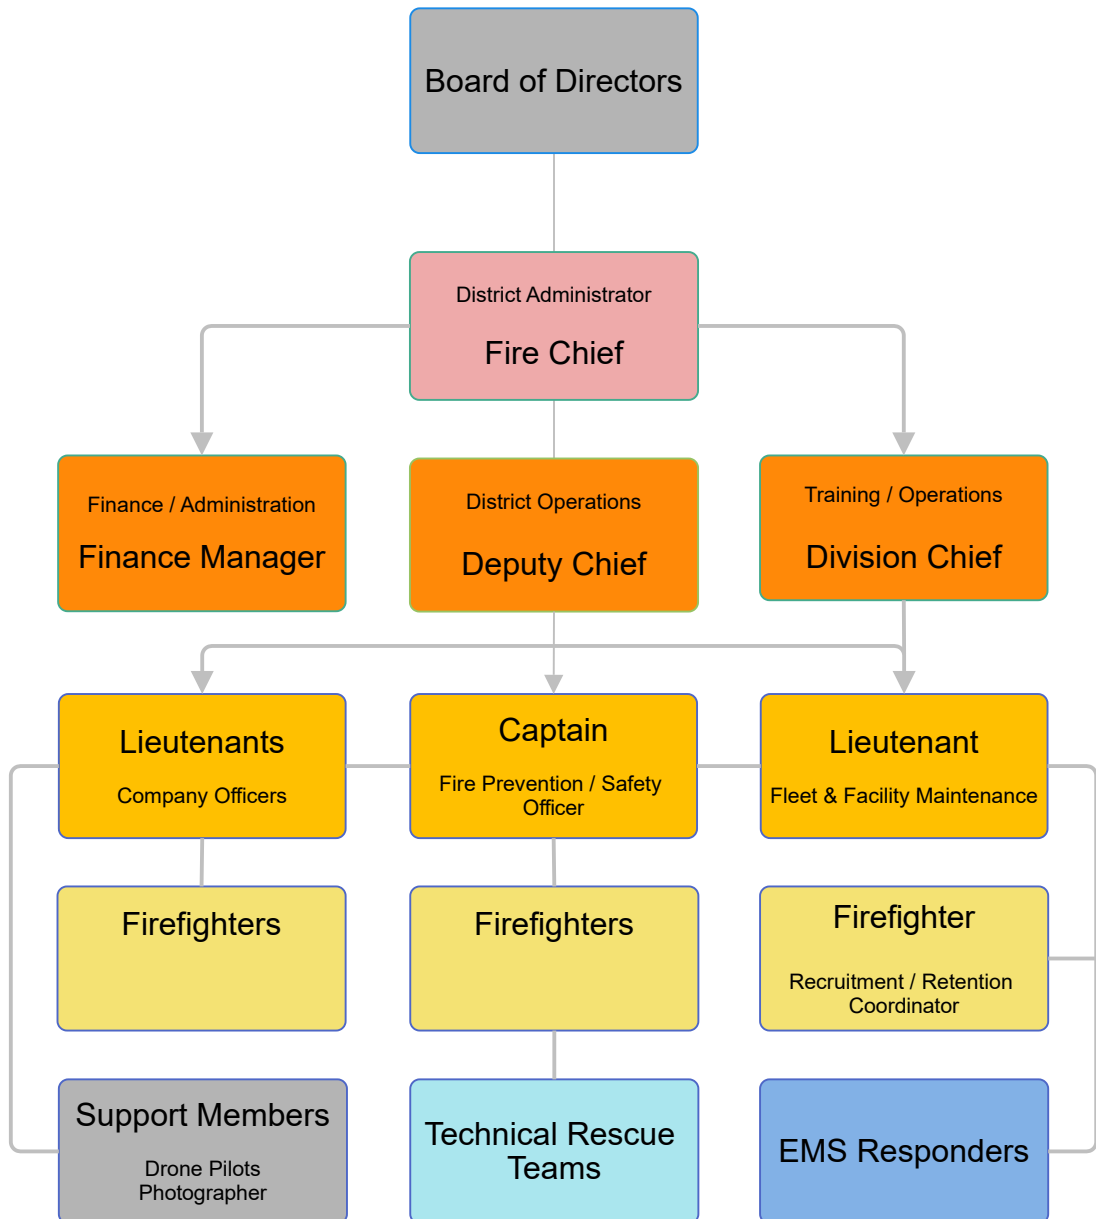 Board of Directors
District Administrator
Fire Chief
Finance / Administration
Finance Manager
District Operations
Deputy Chief
Training / Operations
Division Chief
Lieutenants
Company Officers
Captain
Fire Prevention / Safety
Officer
Lieutenant
Fleet & Facility Maintenance
Firefighters
Firefighters
Firefighter
Recruitment / Retention
Coordinator
Support Members
Drone Pilots
Photographer
Technical Rescue
Teams
EMS Responders